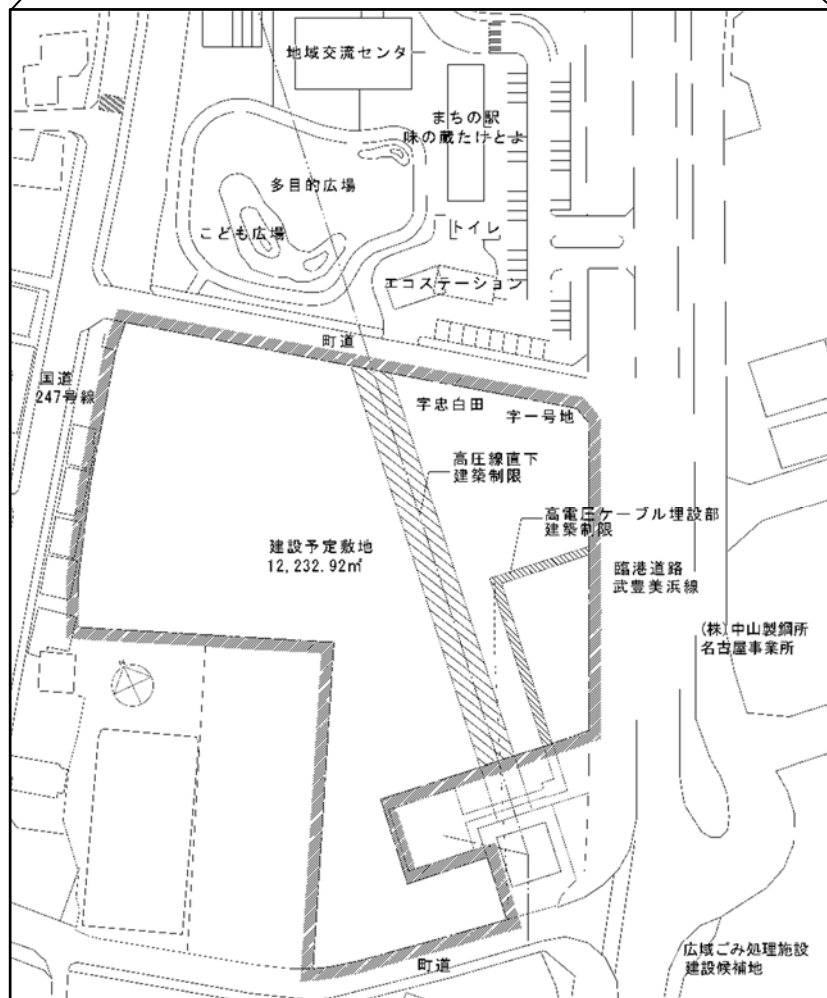 地域交流センタ
まちの駅
味の蔵たけとよ
多目的広場
こども広場
トイレ
エコステーション
町道
国道
247号線
字忠白田
字一号地
高圧線直下
建築制限
高電圧ケーブル埋設部
建築制限
建設予定敷地
12,232.92㎡
臨港道路
武豊美浜線
(株)中山製鋼所
名古屋事業所
町道
広域ごみ処理施設
建設候補地